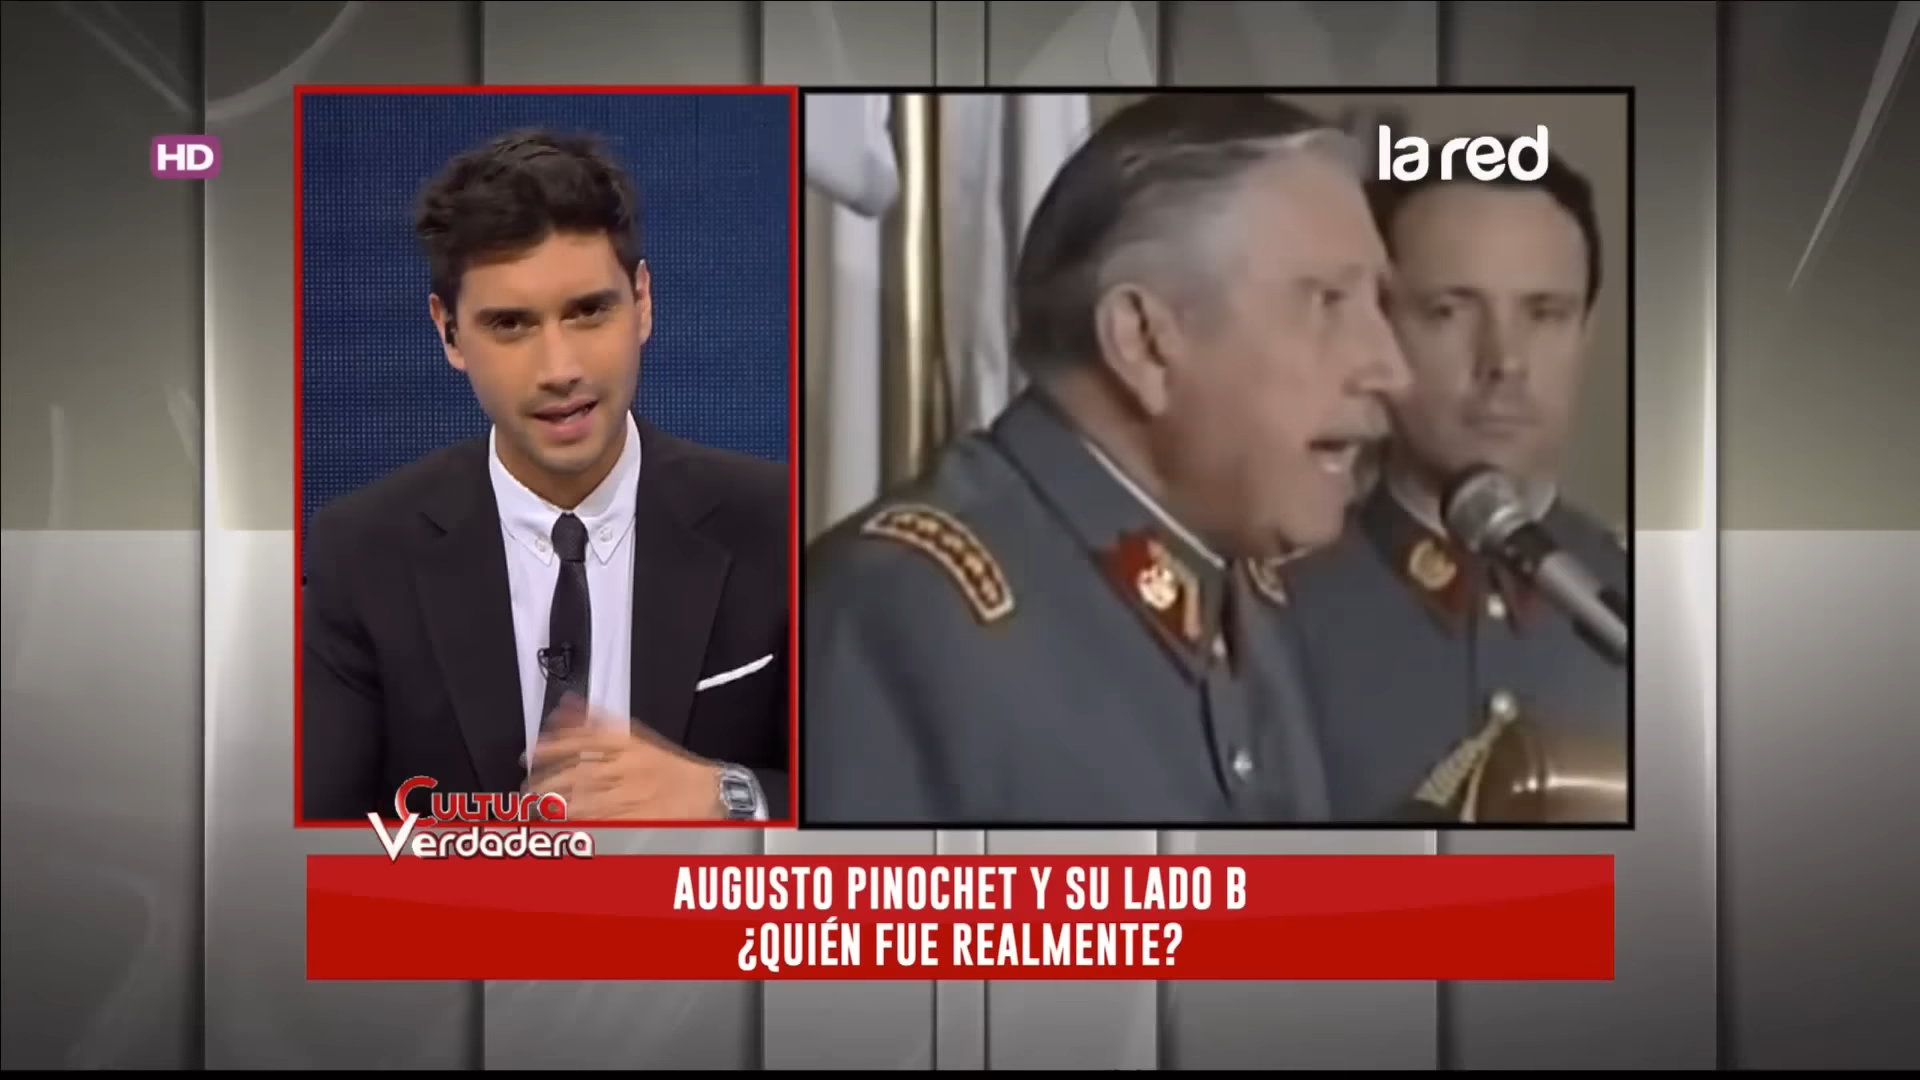 HD
la red
Cultura
Verdadera
AUGUSTO PINOCHET Y SU LADO B
¿QUIÉN FUE REALMENTE?